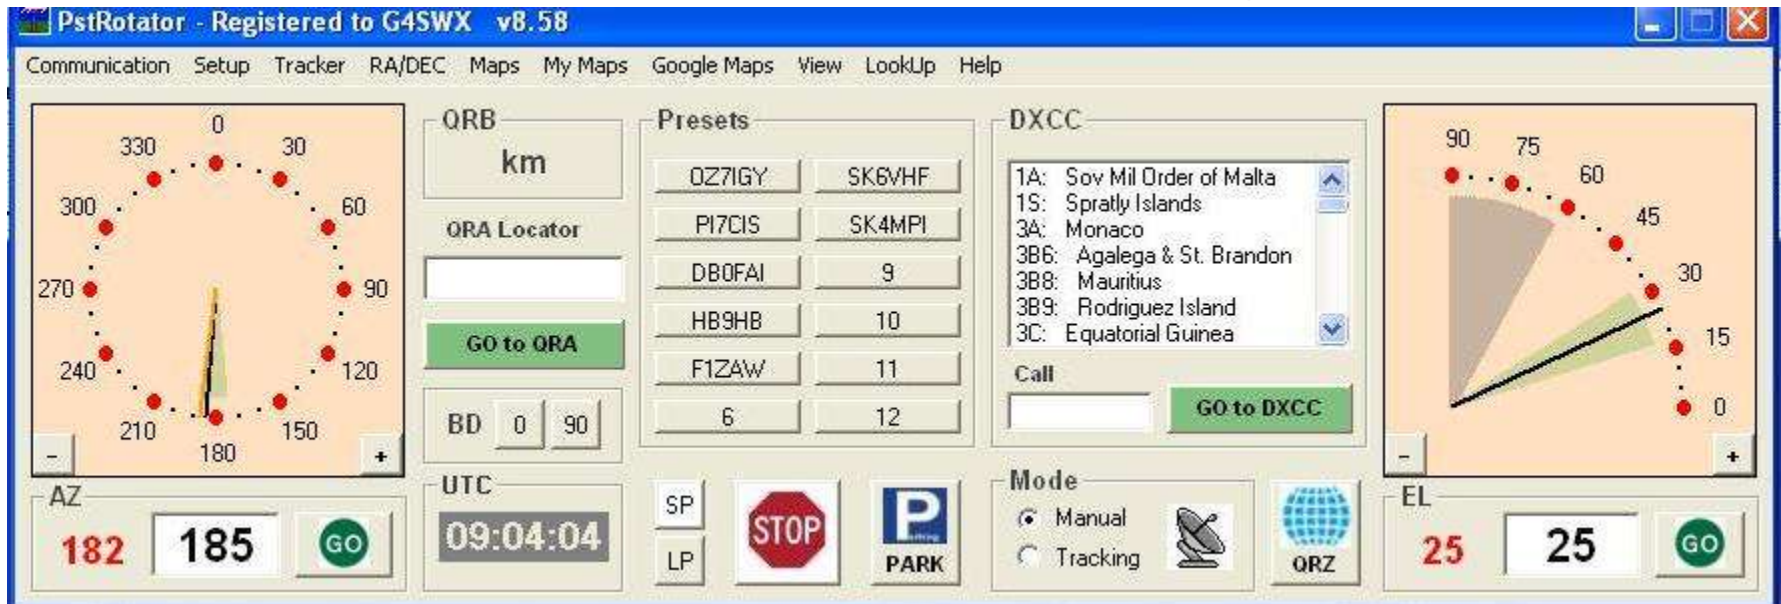 PstRotator - Registered to G4SWX v8.58
Communication Setup Tracker RA/DEC Maps My Maps Google Maps View LookUp Help
0
30
60
90
120
150
180
210
240
270
300
330
-
+
AZ
182
185
GO
QRB
km
QRA Locator
GO to QRA
BD 0 90
UTC
09:04:04
Presets
OZ7IGY SK6VHF
PI7CIS SK4MPI
DB0FAI 9
HB9HB 10
F1ZAW 11
6 12
SP
LP
STOP
P
PARK
DXCC
1A: Sov Mil Order of Malta
1S: Spratly Islands
3A: Monaco
3B6: Agalega & St. Brandon
3B8: Mauritius
3B9: Rodriguez Island
3C: Equatorial Guinea
Call
GO to DXCC
Mode
Manual
Tracking
QRZ
90
75
60
45
30
15
0
-
+
EL
25
25
GO